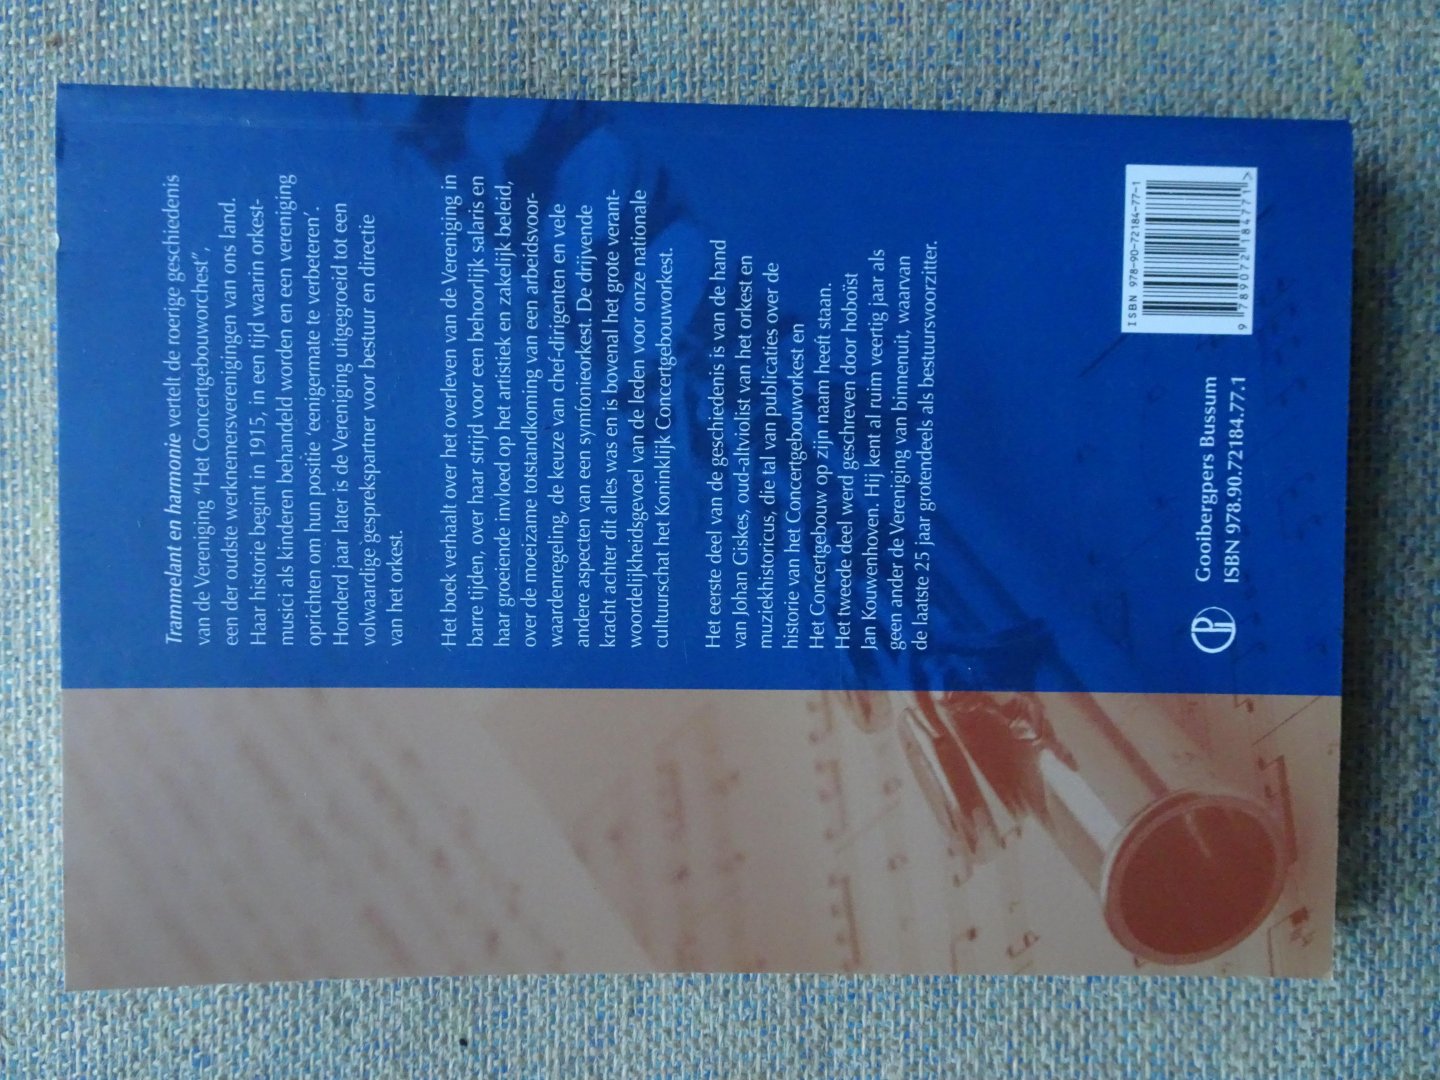 Trammelant en harmonie vertelt de roerige geschiedenis
van de Vereniging “Het Concertgebouworchest”,
een der oudste werknemersverenigingen van ons land.
Haar historie begint in 1915, in een tijd waarin orkest-
musici als kinderen behandeld worden en een vereniging
oprichten om hun positie ‘eenigermate te verbeteren’.
Honderd jaar later is de Vereniging uitgegroeid tot een
volwaardige gesprekspartner voor bestuur en directie
van het orkest.
Het boek verhaalt over het overleven van de Vereniging in
barre tijden, over haar strijd voor een behoorlijk salaris en
haar groeiende invloed op het artistiek en zakelijk beleid,
over de moeizame totstandkoming van een arbeidsvoor-
waardenregeling, de keuze van chef-dirigenten en vele
andere aspecten van een symfonieorkest. De drijvende
kracht achter dit alles was en is bovenal het grote verant-
woordelijkheidsgevoel van de leden voor onze nationale
cultuurschat het Koninklijk Concertgebouworkest.
Het eerste deel van de geschiedenis is van de hand
van Johan Giskes, oud-altviolist van het orkest en
muziekhistoricus, die tal van publicaties over de
historie van het Concertgebouworkest en
Het Concertgebouw op zijn naam heeft staan.
Het tweede deel werd geschreven door hoboïst
Jan Kouwenhoven. Hij kent al ruim veertig jaar als
geen ander de Vereniging van binnenuit, waarvan
de laatste 25 jaar grotendeels als bestuursvoorzitter.
Gooibergpers Bussum
ISBN 978.90.72184.77.1
ISBN 978-90-72184-77-1
9 789072 184771 >